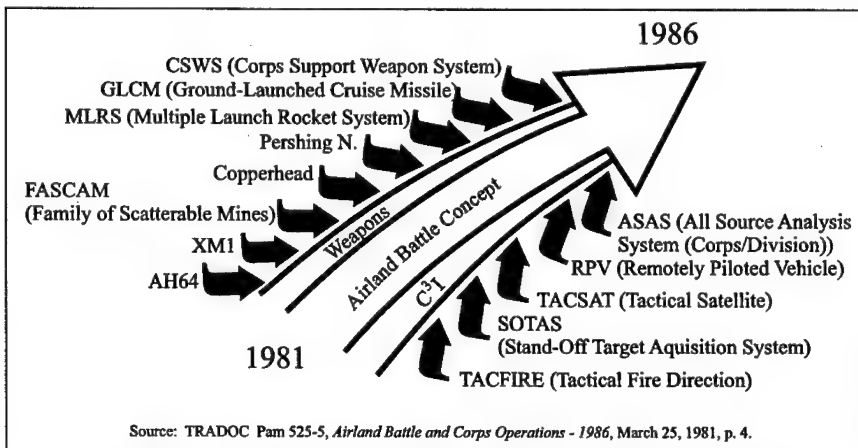 1986
CSWS (Corps Support Weapon System)
GLCM (Ground-Launched Cruise Missile)
MLRS (Multiple Launch Rocket System)
Pershing N.
Copperhead
FASCAM
(Family of Scatterable Mines)
XM1
AH64
Weapons
Airland Battle Concept
C³I
1981
ASAS (All Source Analysis
System (Corps/Division))
RPV (Remotely Piloted Vehicle)
TACSAT (Tactical Satellite)
SOTAS
(Stand-Off Target Aquisition System)
TACFIRE (Tactical Fire Direction)
Source: TRADOC Pam 525-5, Airland Battle and Corps Operations - 1986, March 25, 1981, p. 4.